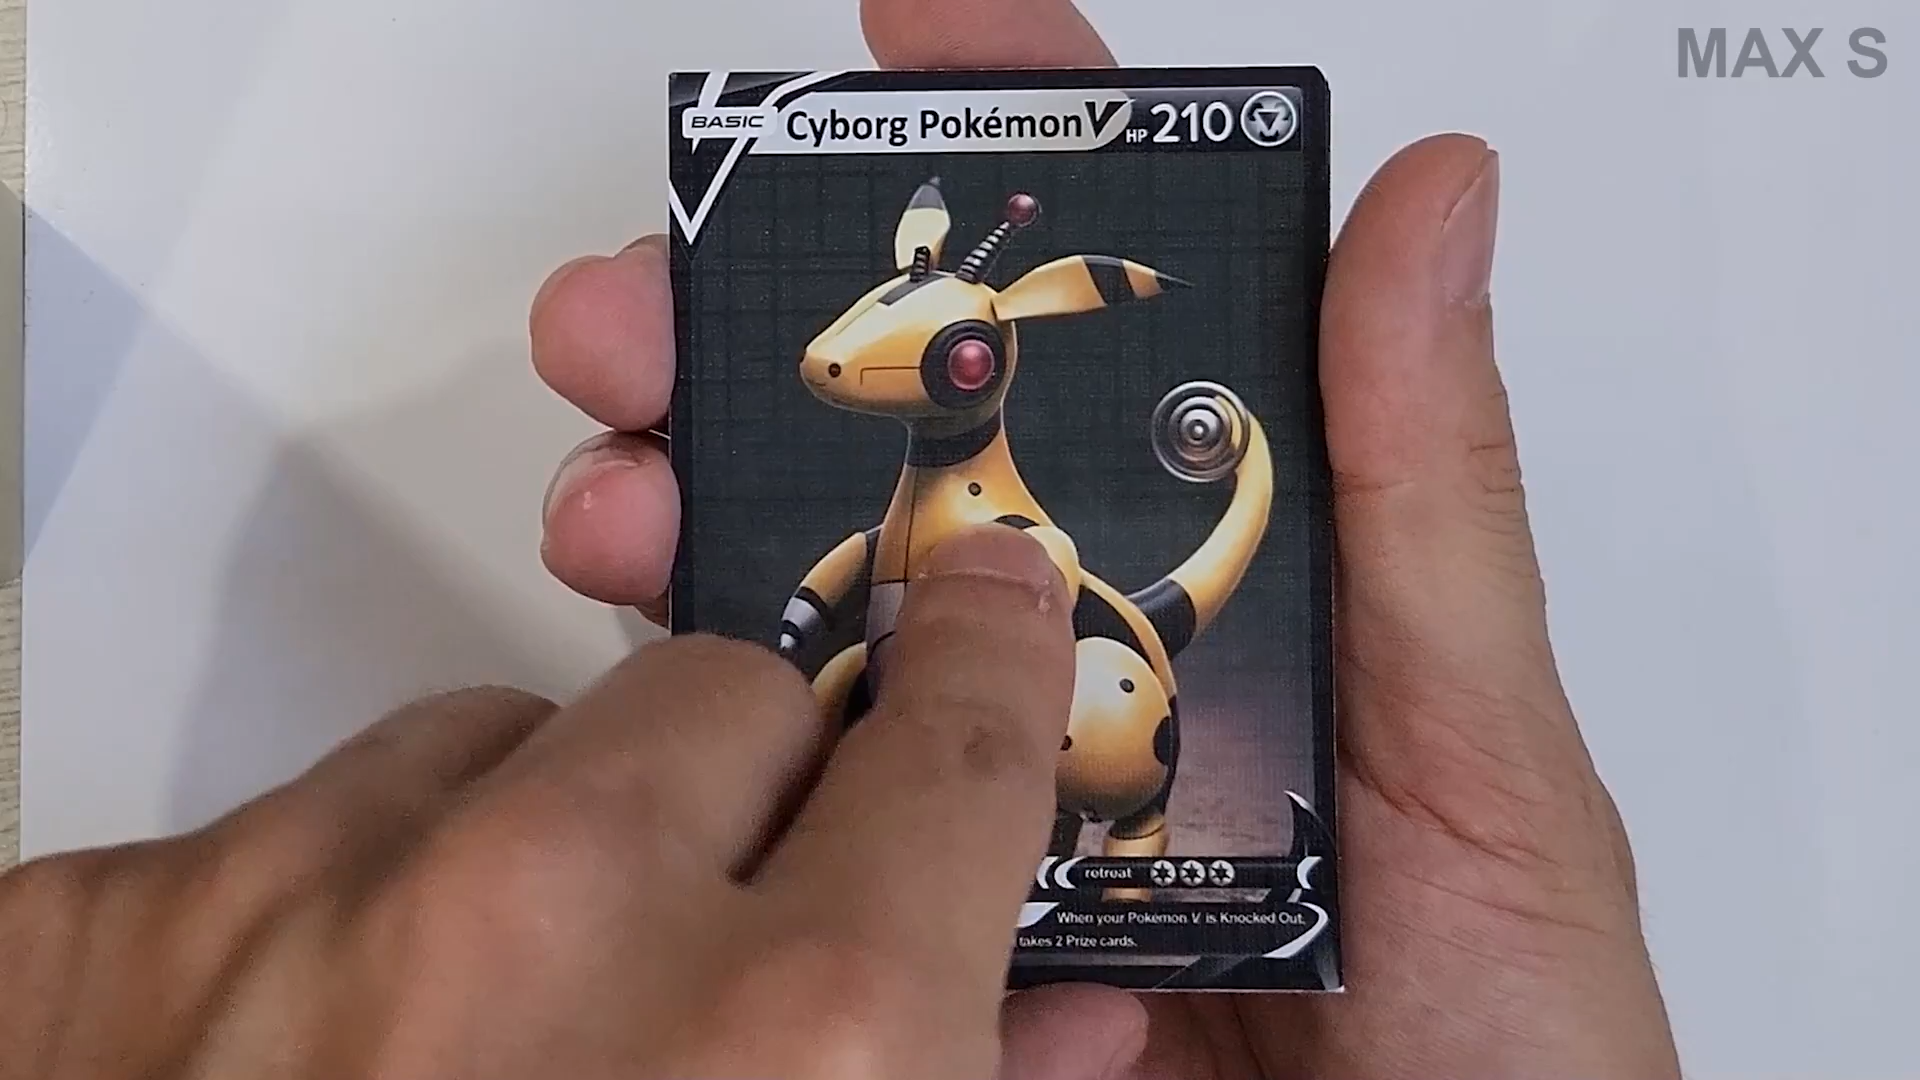 MAX S
BASIC Cyborg Pokémon V HP 210
retreat
When your Pokémon V is Knocked Out,
takes 2 Prize cards.